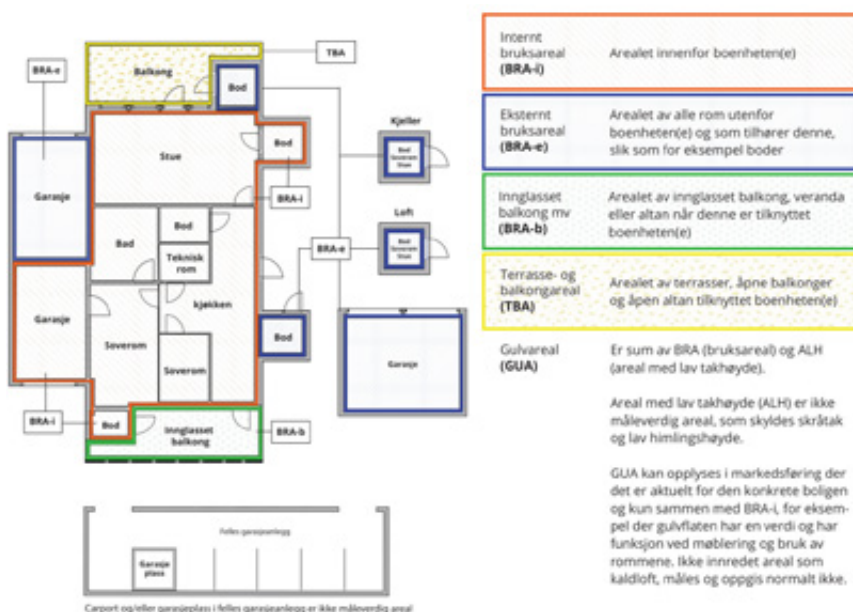 TBA
BRA-e
Balkong
Bod
Kjeller
Bod
Soverom
Stue
Bod
Stue
Garasje
BRA-i
Loft
Bod
Bad
Teknisk
rom
BRA-e
Bod
Soverom
Stue
kjøkken
Garasje
Soverom
Bod
Garasje
Soverom
BRA-i
Bod
Innglasset
balkong
BRA-b
Felles garasjeanlegg
Garasje
plass
Carport og/eller garasjeplass i felles garasjeanlegg er ikke måleverdig areal
Internt
bruksareal
(BRA-i)
Arealet innenfor boenheten(e)
Eksternt
bruksareal
(BRA-e)
Arealet av alle rom utenfor
boenheten(e) og som tilhører denne,
slik som for eksempel boder
Innglasset
balkong mv
(BRA-b)
Arealet av innglasset balkong, veranda
eller altan når denne er tilknyttet
boenheten(e)
Terrasse- og
balkongareal
(TBA)
Arealet av terrasser, åpne balkonger
og åpen altan tilknyttet boenheten(e)
Gulvareal
(GUA)
Er sum av BRA (bruksareal) og ALH
(areal med lav takhøyde).
Areal med lav takhøyde (ALH) er ikke
måleverdig areal, som skyldes skråtak
og lav himlingshøyde.
GUA kan opplyses i markedsføring der
det er aktuelt for den konkrete boligen
og kun sammen med BRA-i, for eksem-
pel der gulvflaten har en verdi og har
funksjon ved møblering og bruk av
rommene. Ikke innredet areal som
kaldloft, måles og oppgis normalt ikke.